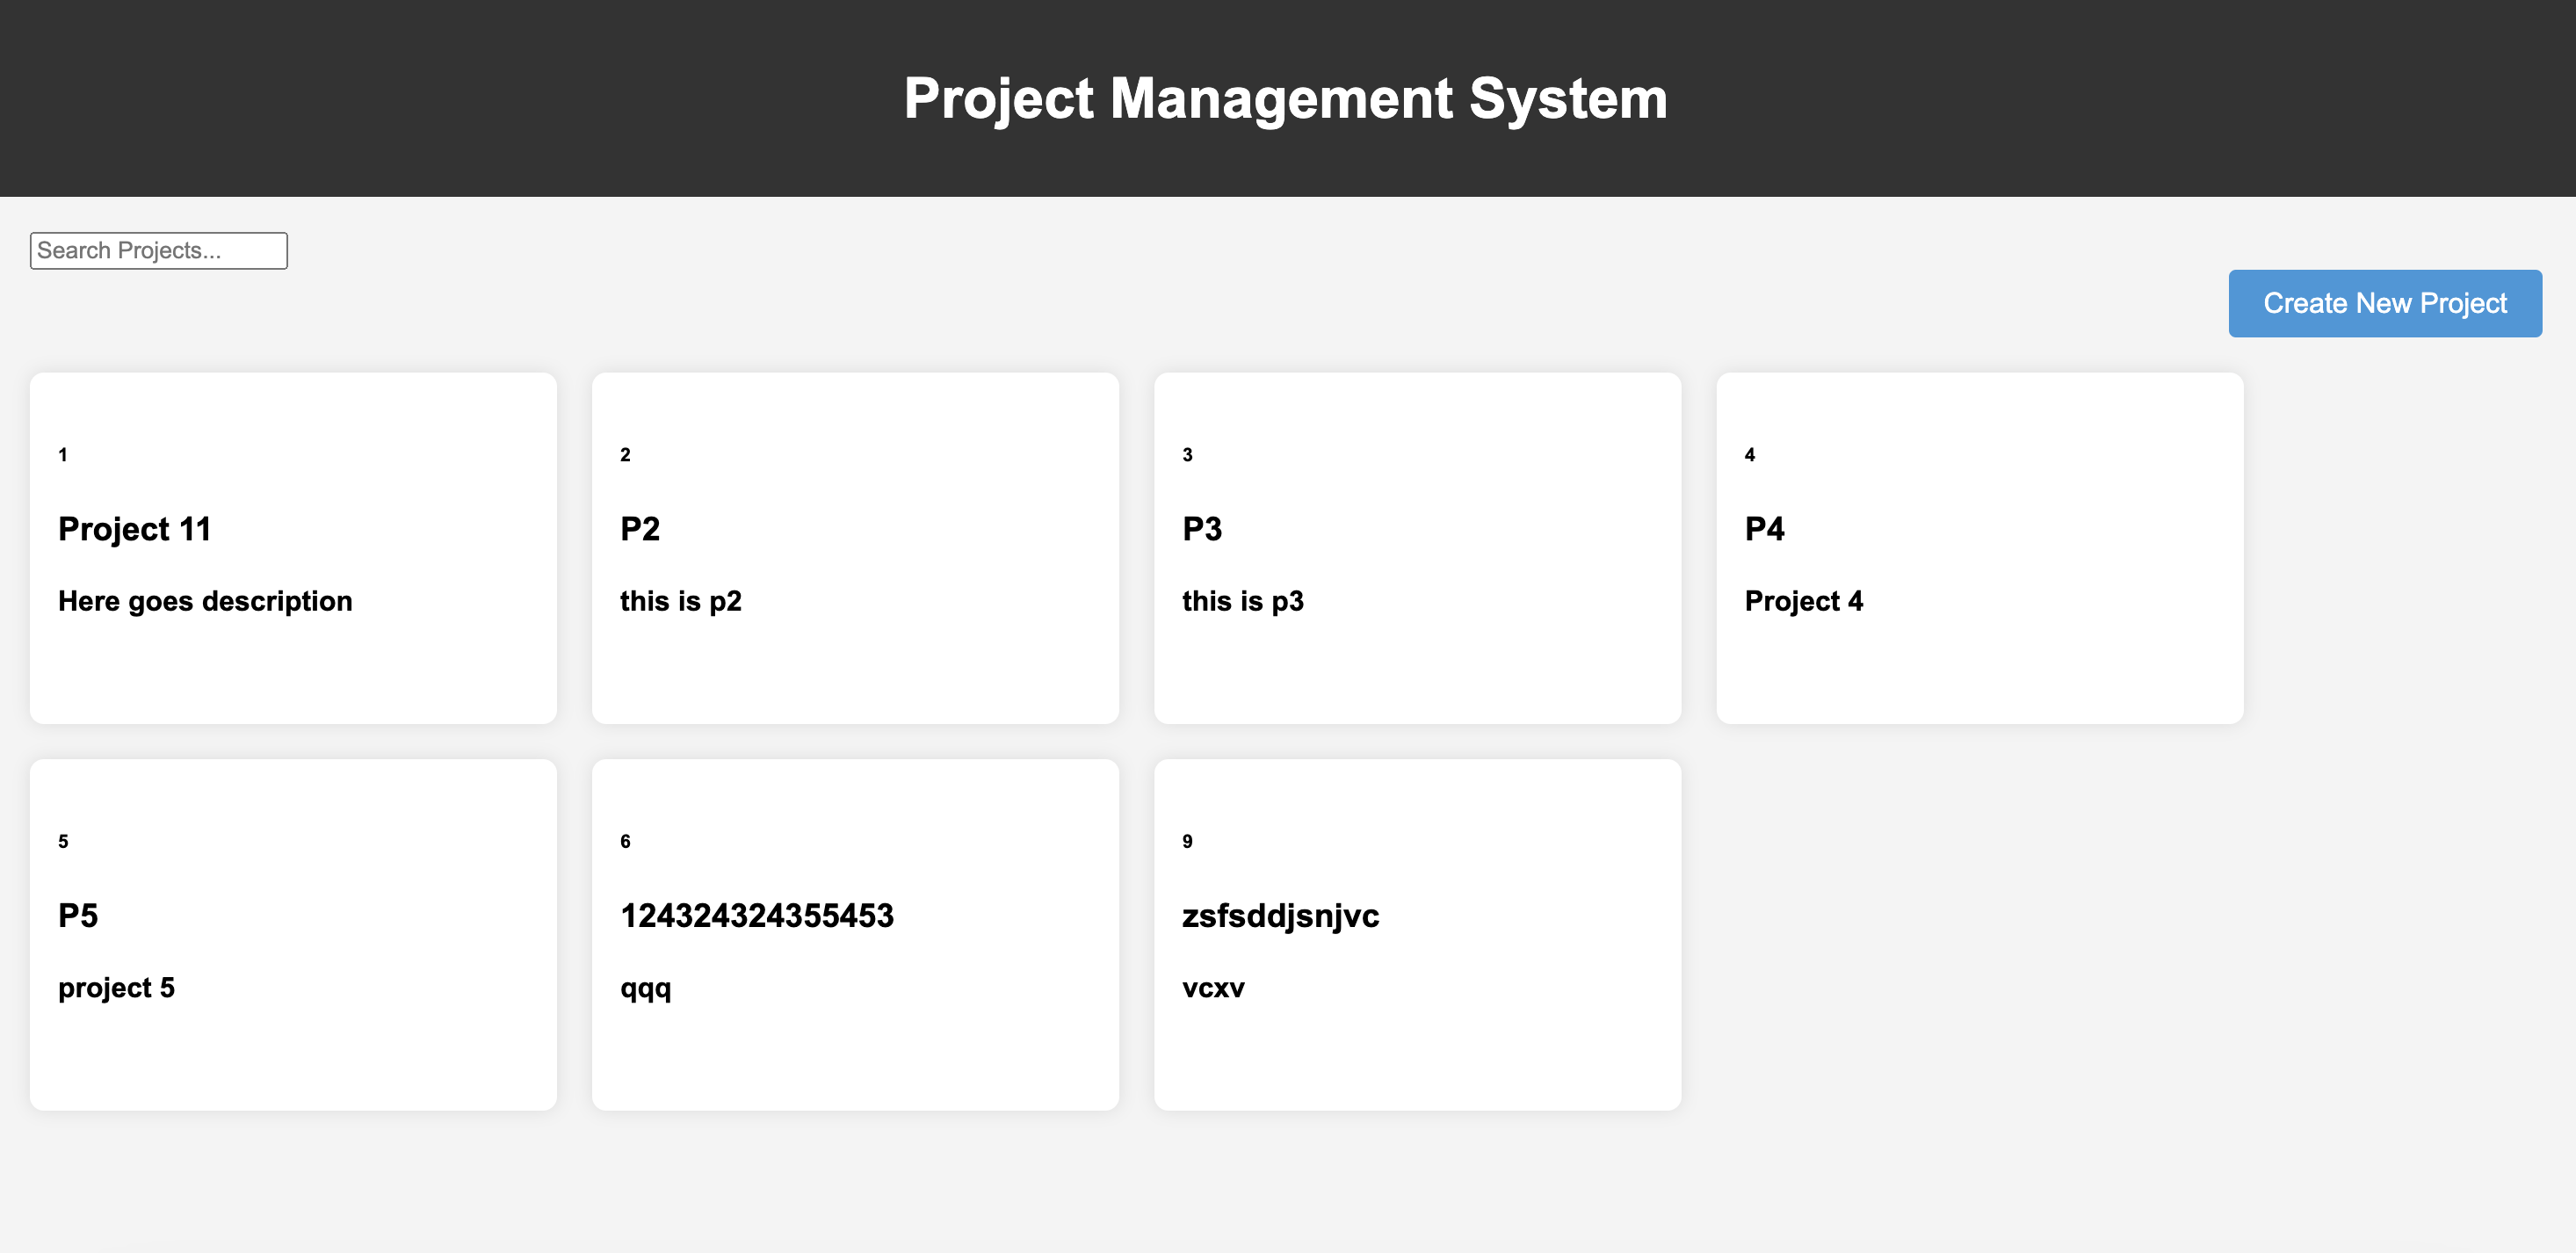 Project Management System
Search Projects...
Create New Project
1
Project 11
Here goes description
2
P2
this is p2
3
P3
this is p3
4
P4
Project 4
5
P5
project 5
6
124324324355453
qqq
9
zsfsddjsnjvc
vcxv